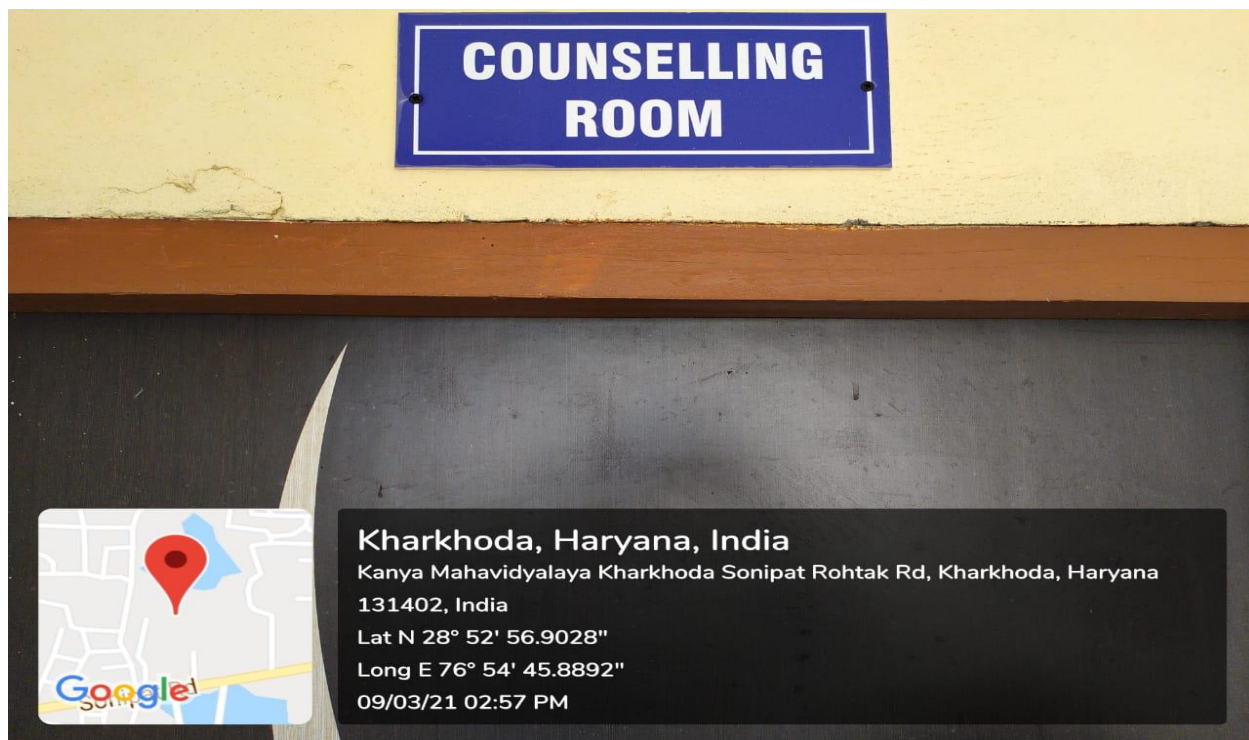 COUNSELLING
ROOM
Kharkhoda, Haryana, India
Kanya Mahavidyalaya Kharkhoda Sonipat Rohtak Rd, Kharkhoda, Haryana
131402, India
Lat N 28° 52' 56.9028"
Long E 76° 54' 45.8892"
09/03/21 02:57 PM
Google